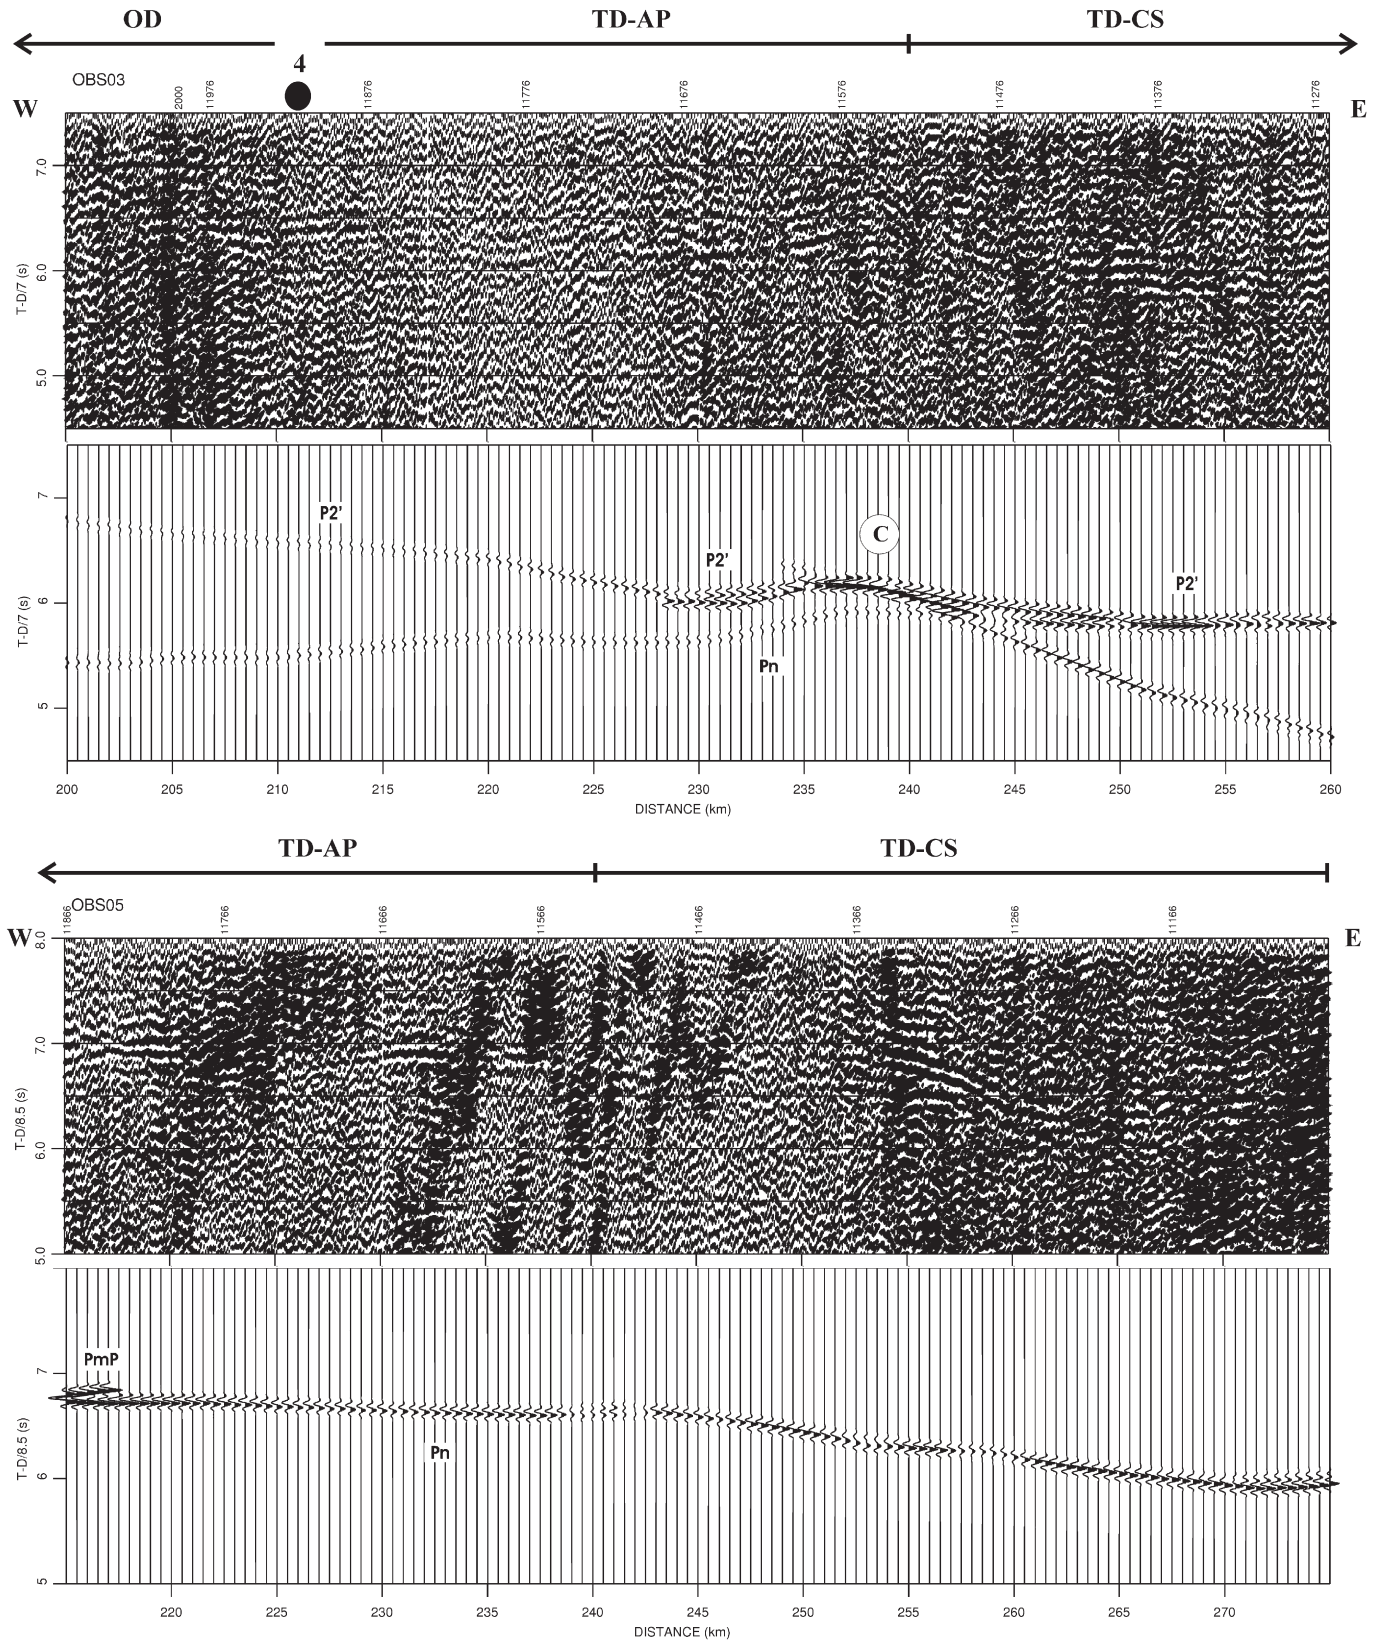 OD TD-AP TD-CS
4
OBS03
2000 11976 11876 11776 11676 11576 11476 11376 11276
W E
7.0
6.0
5.0
T-D/7 (s)
7
6
5
T-D/7 (s)
P2'
P2'
C
P2'
Pn
200 205 210 215 220 225 230 235 240 245 250 255 260
DISTANCE (km)
TD-AP TD-CS
OBS05
11866 11766 11666 11566 11466 11366 11266 11166
W E
8.0
7.0
6.0
5.0
T-D/8.5 (s)
7
6
5
T-D/8.5 (s)
PmP
Pn
220 225 230 235 240 245 250 255 260 265 270
DISTANCE (km)